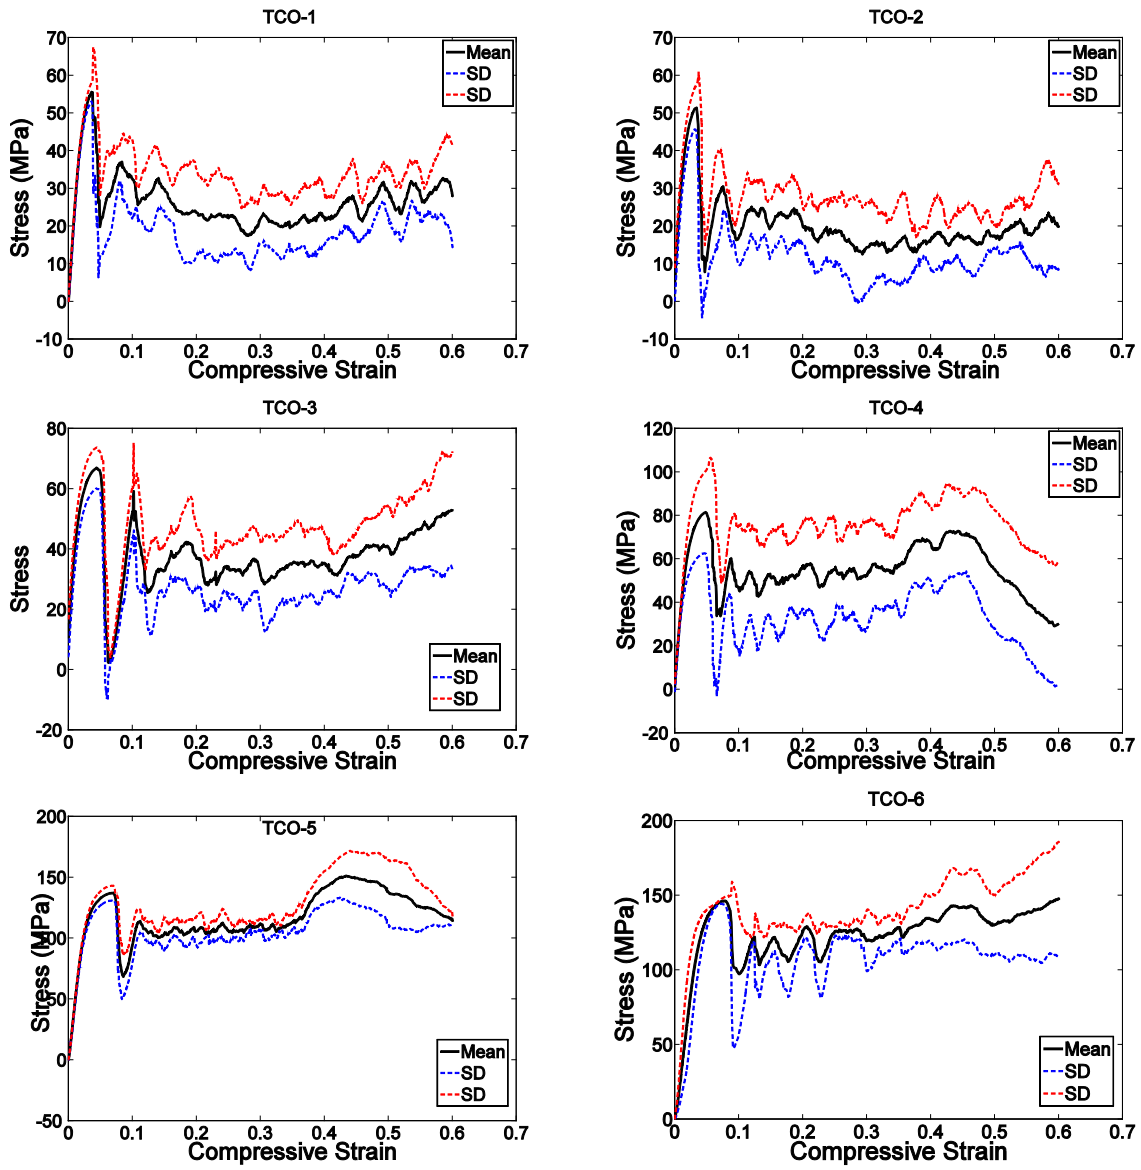 TCO-1
70
60
50
40
30
20
10
0
-10
Stress (MPa)
Mean
SD
SD
0 0.1 0.2 0.3 0.4 0.5 0.6 0.7
Compressive Strain
TCO-2
70
60
50
40
30
20
10
0
-10
Stress (MPa)
Mean
SD
SD
0 0.1 0.2 0.3 0.4 0.5 0.6 0.7
Compressive Strain
TCO-3
80
60
40
20
0
-20
Stress
Mean
SD
SD
0 0.1 0.2 0.3 0.4 0.5 0.6 0.7
Compressive Strain
TCO-4
120
100
80
60
40
20
0
-20
Stress (MPa)
Mean
SD
SD
0 0.1 0.2 0.3 0.4 0.5 0.6 0.7
Compressive Strain
TCO-5
200
150
100
50
0
-50
Stress (MPa)
Mean
SD
SD
0 0.1 0.2 0.3 0.4 0.5 0.6 0.7
Compressive Strain
TCO-6
200
150
100
50
0
Stress (MPa)
Mean
SD
SD
0 0.1 0.2 0.3 0.4 0.5 0.6 0.7
Compressive Strain